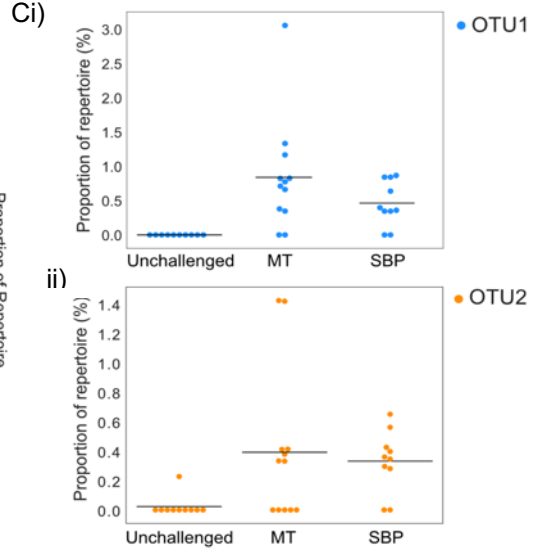 Ci)
OTU1
Proportion of repertoire (%)
3.0
2.5
2.0
1.5
1.0
0.5
0.0
Unchallenged MT SBP
ii)
OTU2
Proportion of repertoire (%)
1.4
1.2
1.0
0.8
0.6
0.4
0.2
0.0
Unchallenged MT SBP